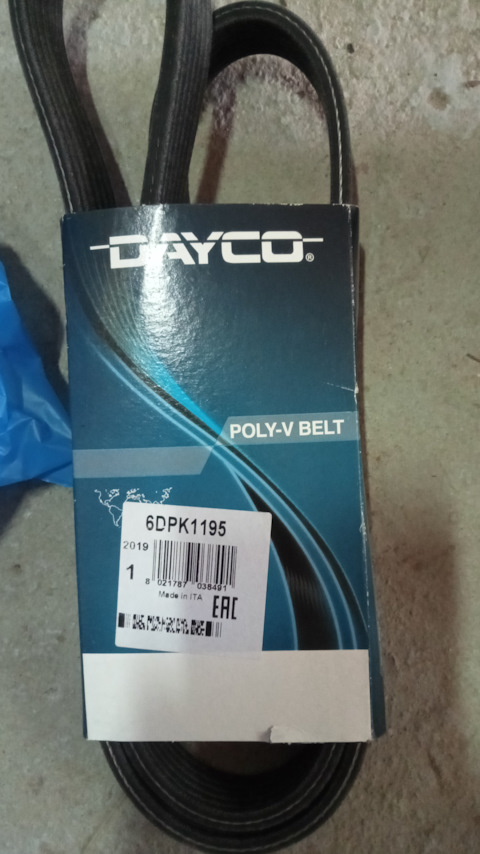 DAYCO®
POLY-V BELT
6DPK1195
2019
1
8 021787 038491
Made in ITA
EAC